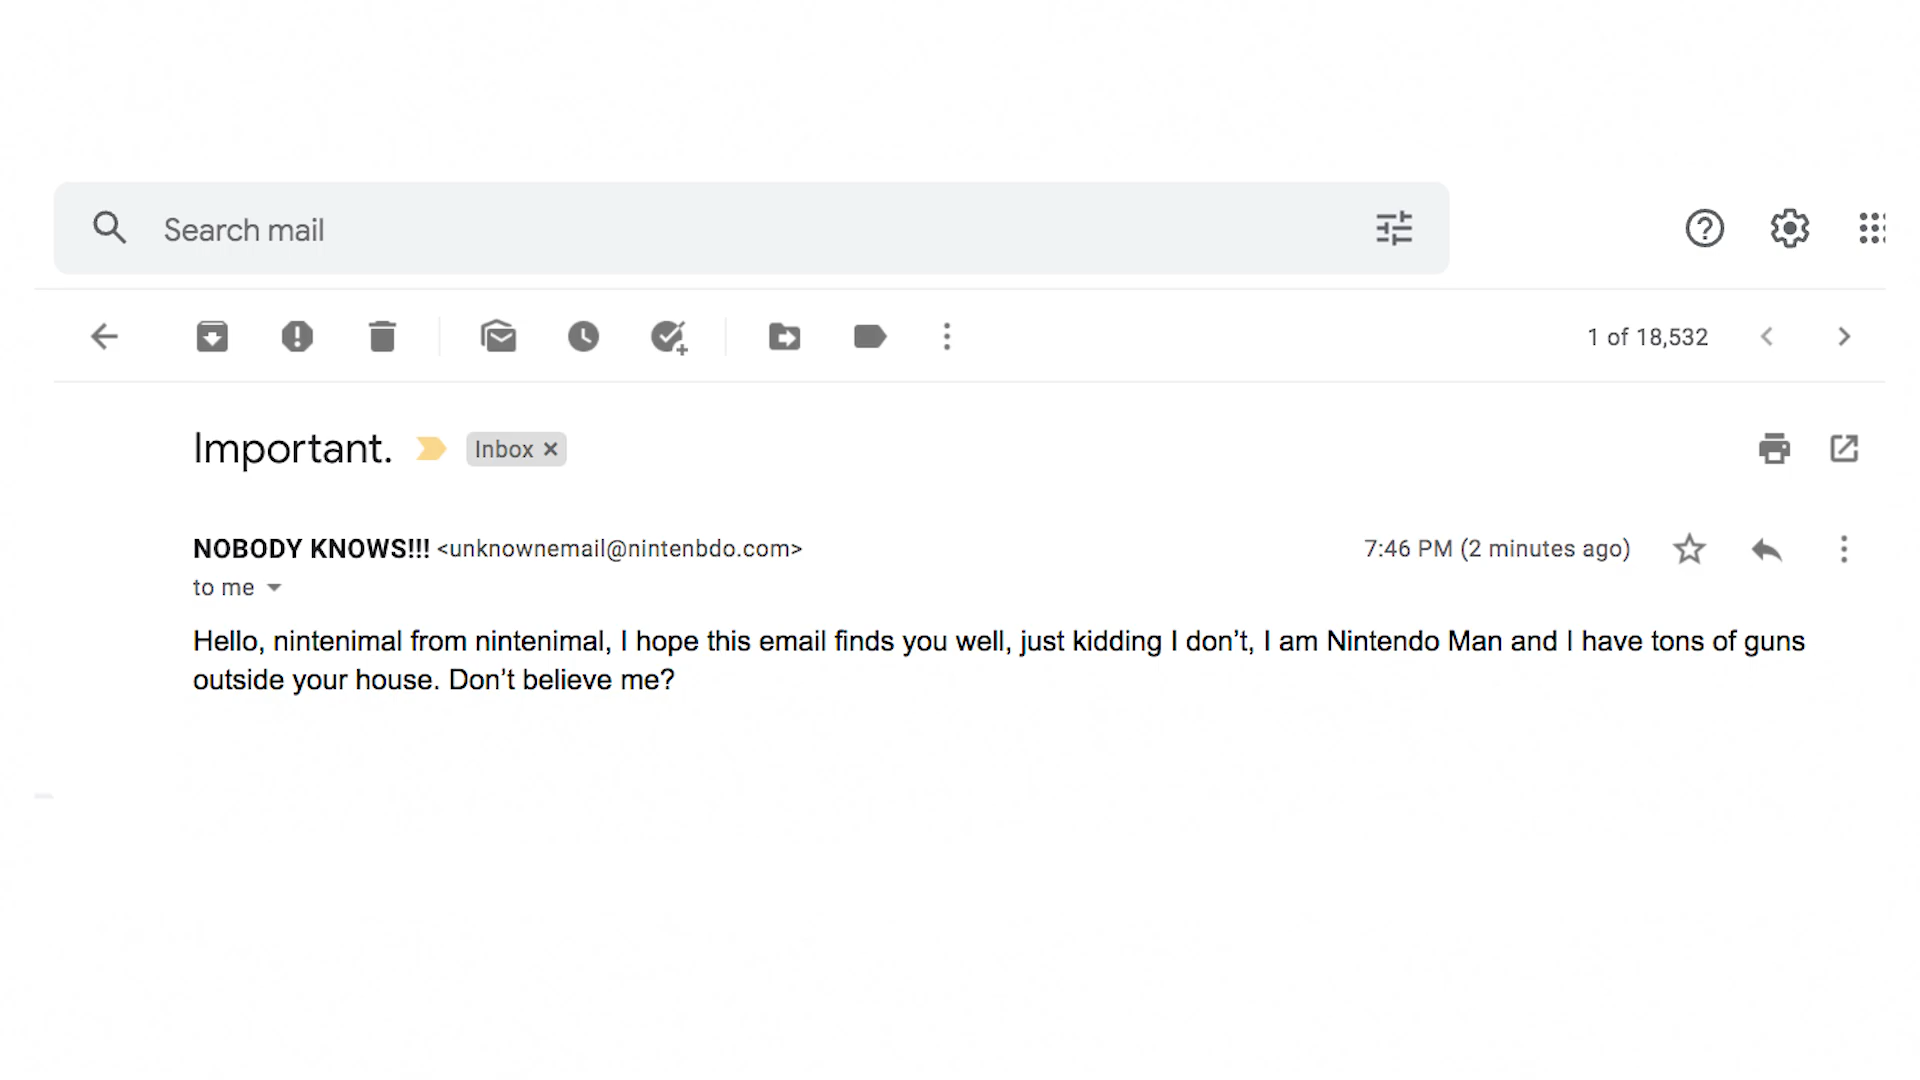 Search mail
1 of 18,532
Important. Inbox ×
NOBODY KNOWS!!! <unknownemail@nintenbdo.com> 7:46 PM (2 minutes ago)
to me
Hello, nintenimal from nintenimal, I hope this email finds you well, just kidding I don’t, I am Nintendo Man and I have tons of guns
outside your house. Don’t believe me?